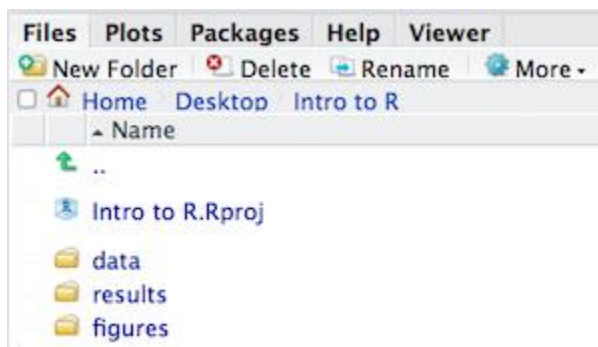 Files Plots Packages Help Viewer
New Folder Delete Rename More
Home Desktop Intro to R
Name
..
Intro to R.Rproj
data
results
figures